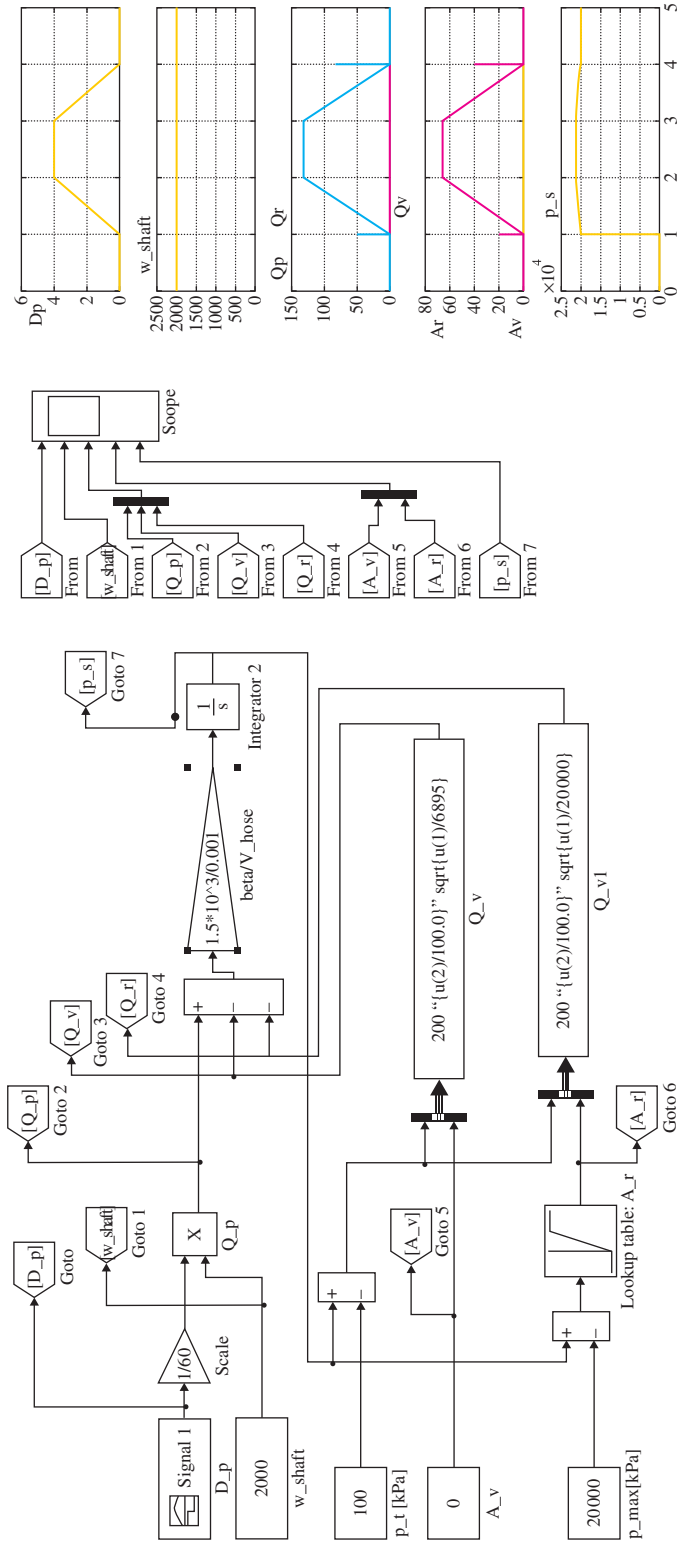 Signal 1
D_p
2000
w_shaft
100
p_t [kPa]
0
A_v
20000
p_max[kPa]
1/60
Scale
[D_p]
Goto
[w_shaft]
Goto 1
X
Q_p
[Q_p]
Goto 2
[Q_v]
Goto 3
[Q_r]
Goto 4
+
−
−
1.5*10^3/0.001
beta/V_hose
1
s
Integrator 2
[p_s]
Goto 7
+
−
[A_v]
Goto 5
200 “{u(2)/100.0}” sqrt{u(1)/6895}
Q_v
+
−
Lookup table: A_r
[A_r]
Goto 6
200 “{u(2)/100.0}” sqrt{u(1)/20000}
Q_v1
[D_p]
From
[w_shaft]
From 1
[Q_p]
From 2
[Q_v]
From 3
[Q_r]
From 4
[A_v]
From 5
[A_r]
From 6
[p_s]
From 7
Soope
6
4
2
0
Dp
2500
2000
1500
1000
500
0
w_shaft
150
100
50
0
Qp
Qr
Qv
80
60
40
20
0
Ar
Av
×10⁴
2.5
2
1.5
1
0.5
0
p_s
0
1
2
3
4
5